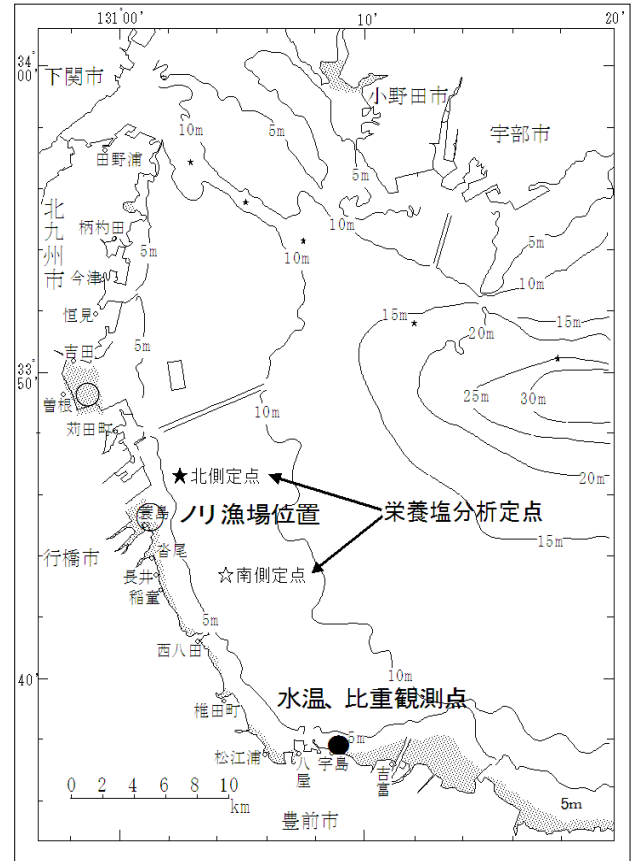 131° 00'
10'
20'
34°
00'
下関市
小野田市
宇部市
10m
5m
田野浦
5m
北九州市
柄杓田
5m
10m
10m
5m
10m
今津
恒見
15m
15m
20m
吉田
5m
33°
50'
25m
30m
曽根
10m
苅田町
20m
★北側定点
栄養塩分析定点
蓑島
ノリ漁場位置
15m
行橋市
沓尾
長井
☆南側定点
稲童
5m
西八田
40'
10m
水温、比重観測点
椎田町
5m
松江浦
八屋
宇島
吉富
0 2 4 6 8 10
km
豊前市
5m